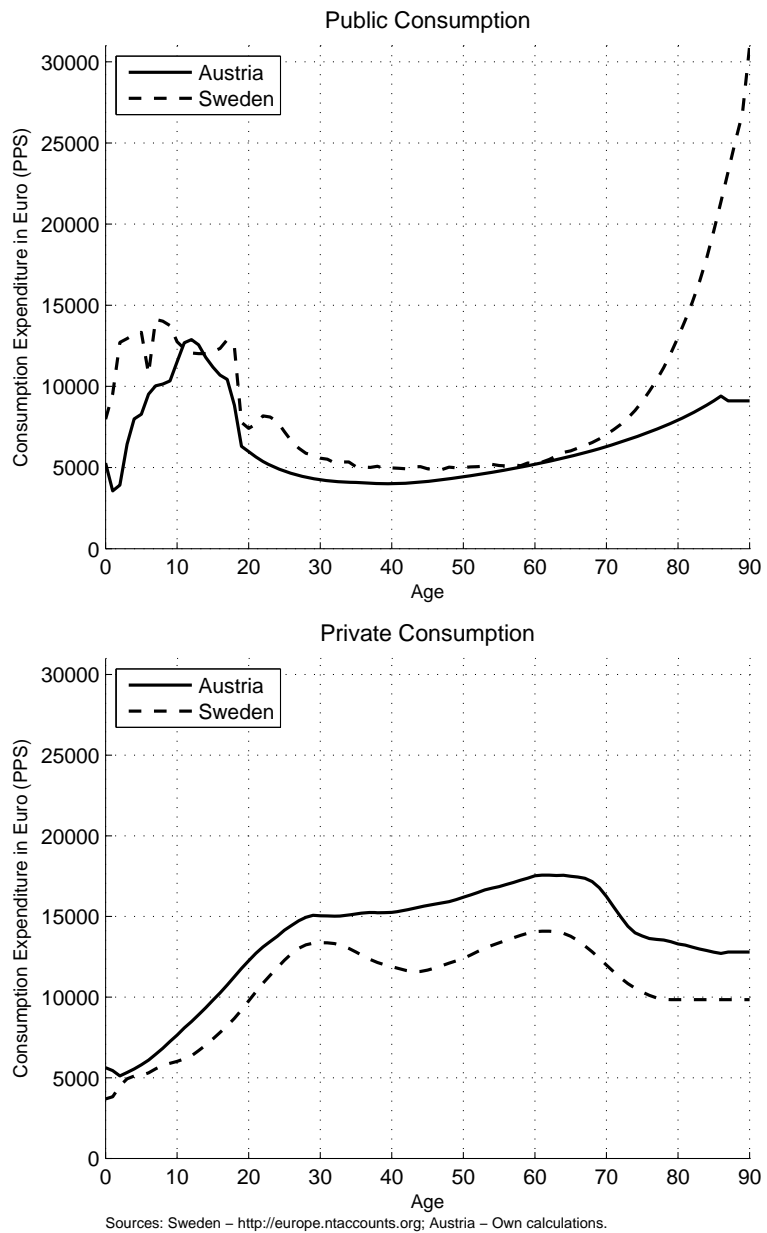 Public Consumption
Consumption Expenditure in Euro (PPS)
30000
25000
20000
15000
10000
5000
0
Austria
Sweden
0 10 20 30 40 50 60 70 80 90
Age
Private Consumption
Consumption Expenditure in Euro (PPS)
30000
25000
20000
15000
10000
5000
0
Austria
Sweden
0 10 20 30 40 50 60 70 80 90
Age
Sources: Sweden − http://europe.ntaccounts.org; Austria − Own calculations.